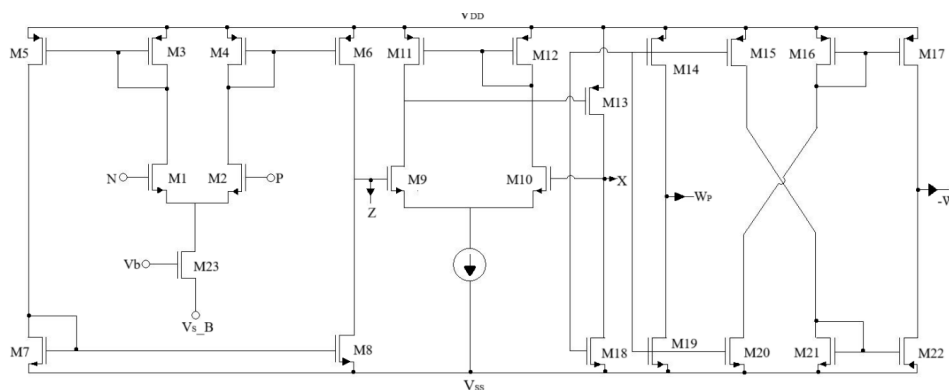 VDD
M5 M3 M4 M6 M11 M12 M14 M15 M16 M17
M13
N M1 M2 P M9 M10 X
Z WP -W
Vb M23
Vs_B
M7 M8 M18 M19 M20 M21 M22
Vss